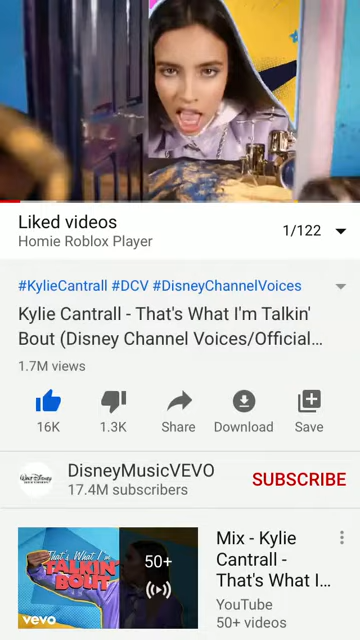 Liked videos
Homie Roblox Player
1/122
#KylieCantrall #DCV #DisneyChannelVoices
Kylie Cantrall - That's What I'm Talkin'
Bout (Disney Channel Voices/Official...
1.7M views
16K
1.3K
Share
Download
Save
DisneyMusicVEVO
17.4M subscribers
SUBSCRIBE
That's What I'm
TALKIN'
BOUT
vevo
50+
Mix - Kylie
Cantrall -
That's What I...
YouTube
50+ videos